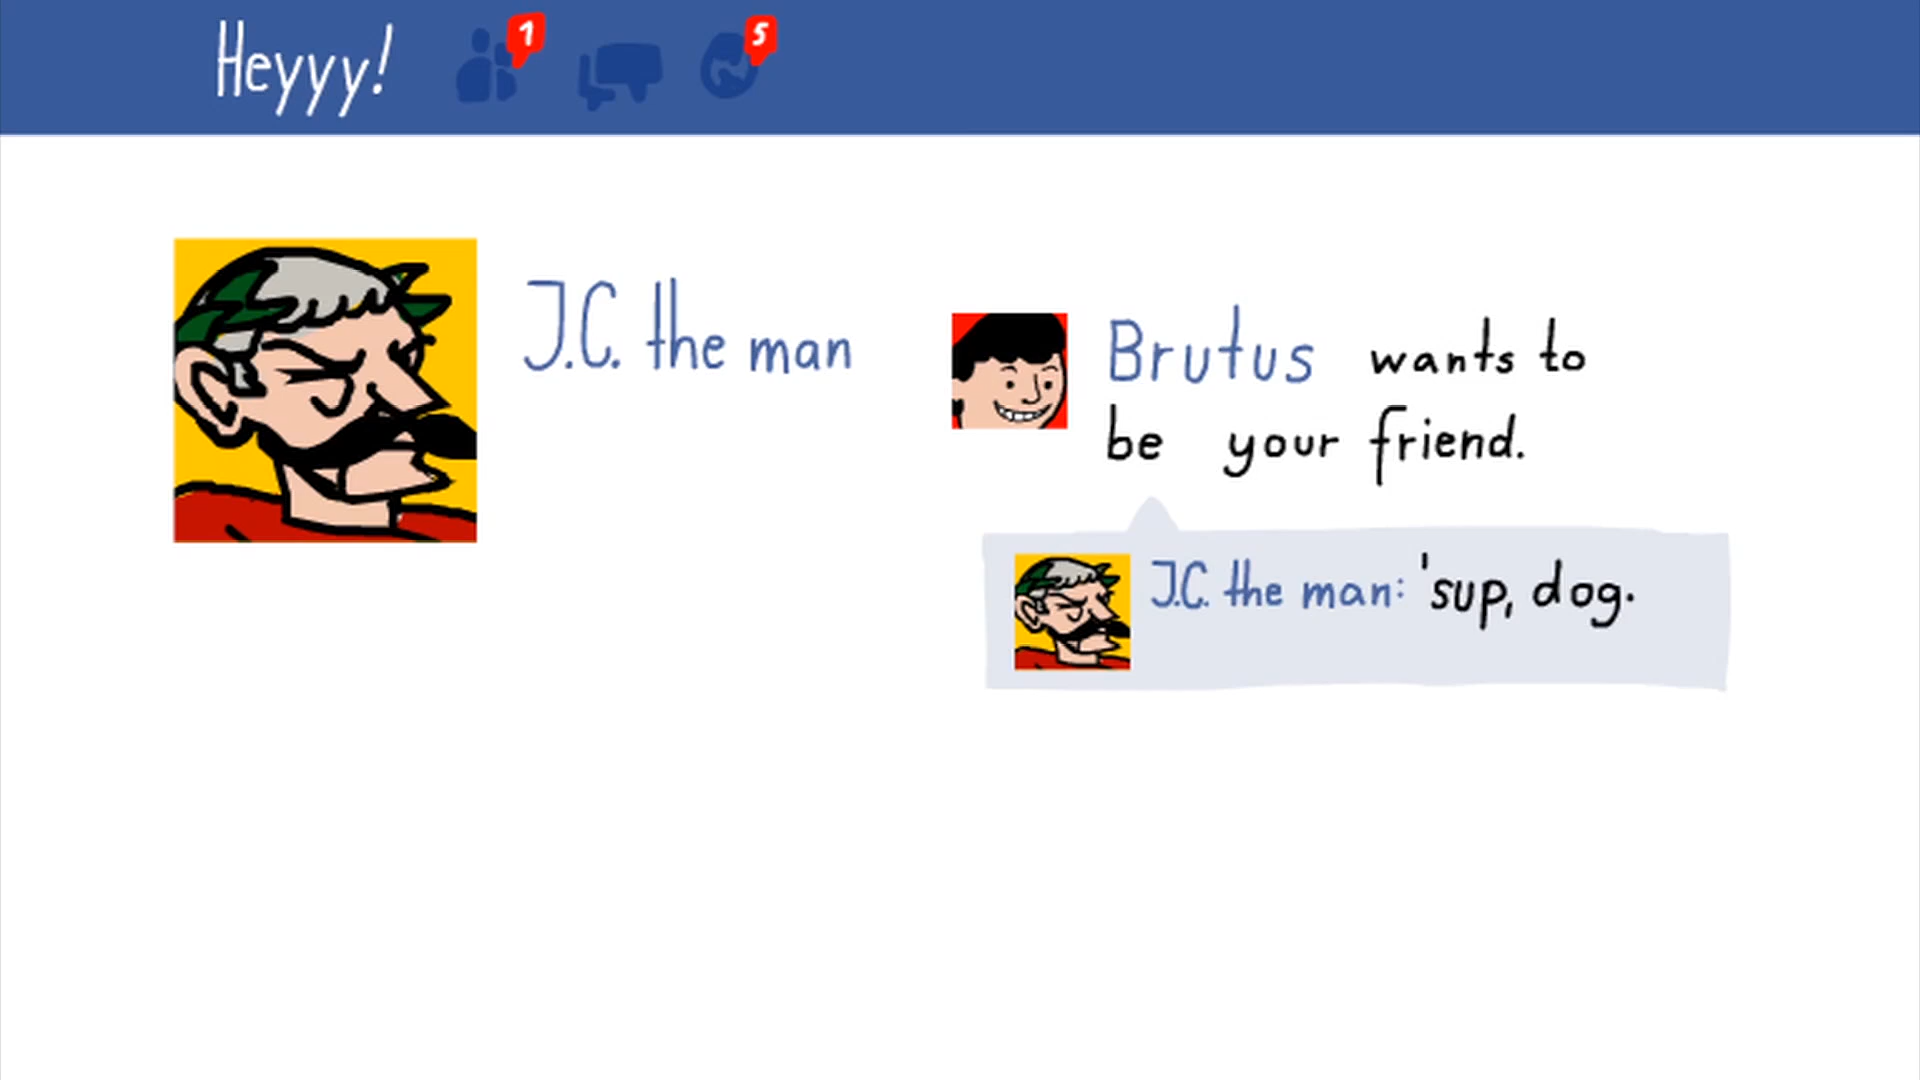 Heyyy!
1
5
J.C. the man
Brutus wants to
be your friend.
J.C. the man: 'sup, dog.